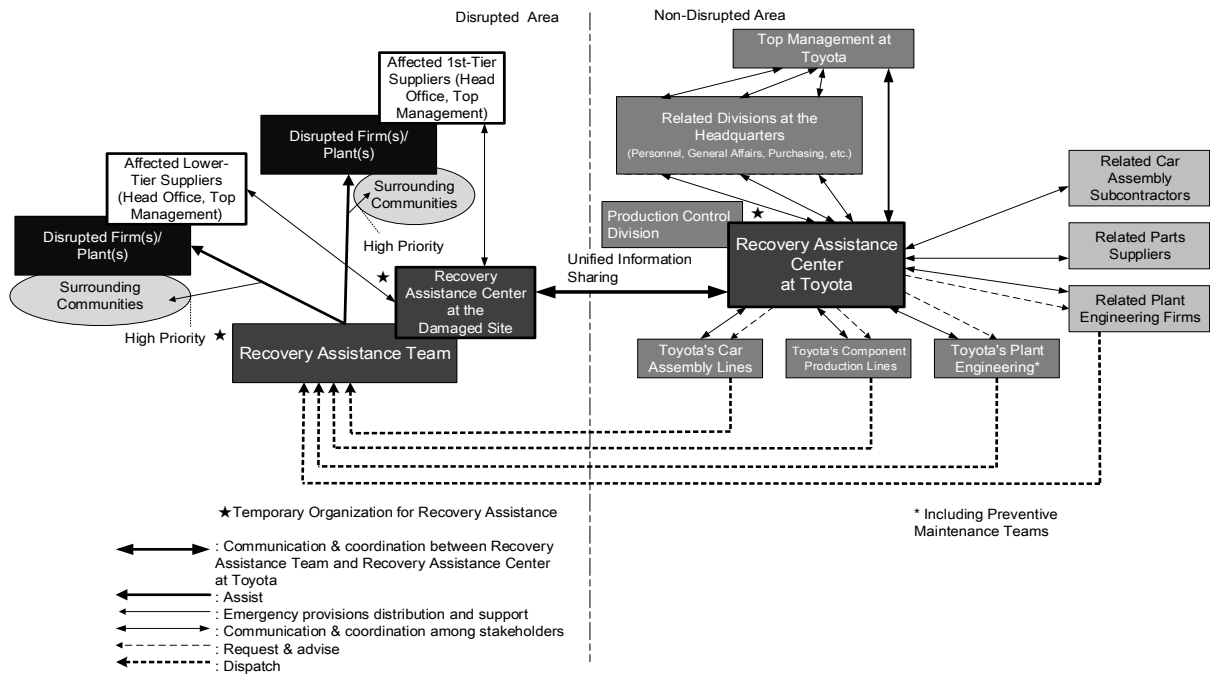 Disrupted Area
Non-Disrupted Area
Top Management at
Toyota
Affected 1st-Tier
Suppliers (Head
Office, Top
Management)
Disrupted Firm(s)/
Plant(s)
Surrounding
Communities
High Priority
Affected Lower-
Tier Suppliers
(Head Office, Top
Management)
Disrupted Firm(s)/
Plant(s)
Surrounding
Communities
High Priority
★
Recovery Assistance Team
★
Recovery
Assistance Center
at the
Damaged Site
Unified Information
Sharing
Related Divisions at the
Headquarters
(Personnel, General Affairs, Purchasing, etc.)
Production Control
Division
★
Recovery Assistance
Center
at Toyota
Related Car
Assembly
Subcontractors
Related Parts
Suppliers
Related Plant
Engineering Firms
Toyota's Car
Assembly Lines
Toyota's Component
Production Lines
Toyota's Plant
Engineering*
★Temporary Organization for Recovery Assistance
* Including Preventive
Maintenance Teams
: Communication & coordination between Recovery
Assistance Team and Recovery Assistance Center
at Toyota
: Assist
: Emergency provisions distribution and support
: Communication & coordination among stakeholders
: Request & advise
: Dispatch